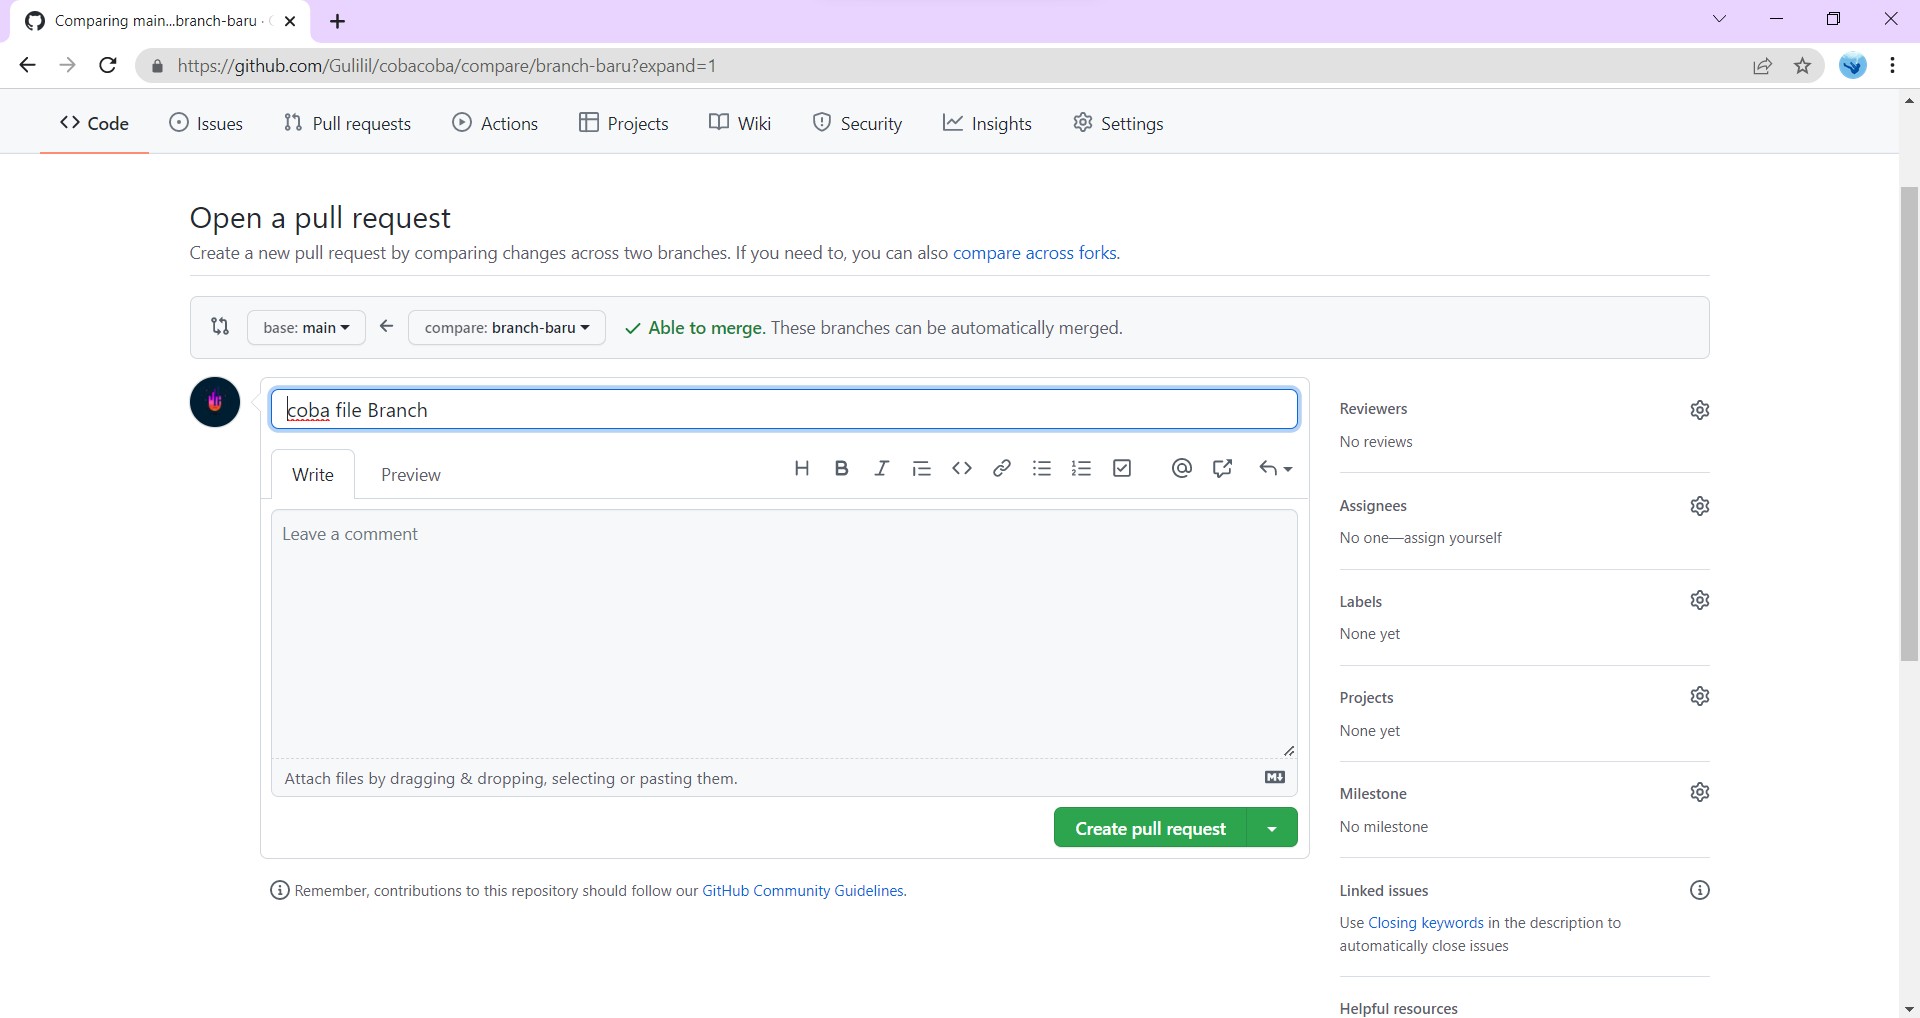 Comparing main...branch-baru ·
https://github.com/Gulilil/cobacoba/compare/branch-baru?expand=1
Code Issues Pull requests Actions Projects Wiki Security Insights Settings
Open a pull request
Create a new pull request by comparing changes across two branches. If you need to, you can also compare across forks.
base: main compare: branch-baru Able to merge. These branches can be automatically merged.
coba file Branch
Write Preview
Leave a comment
Attach files by dragging & dropping, selecting or pasting them.
Create pull request
Remember, contributions to this repository should follow our GitHub Community Guidelines.
Reviewers
No reviews
Assignees
No one—assign yourself
Labels
None yet
Projects
None yet
Milestone
No milestone
Linked issues
Use Closing keywords in the description to
automatically close issues
Helpful resources